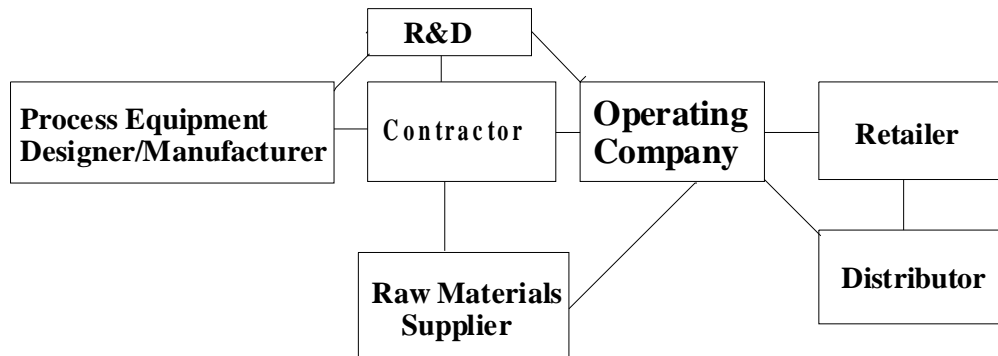 R&D
Process Equipment
Designer/Manufacturer
Contractor
Operating
Company
Retailer
Raw Materials
Supplier
Distributor